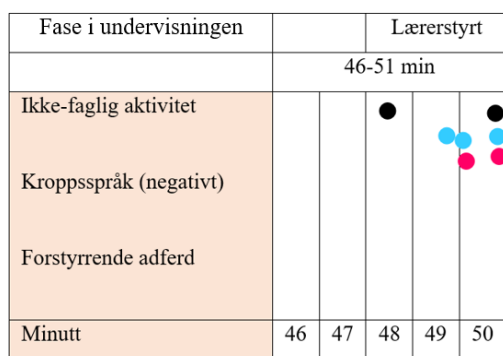 Fase i undervisningen Lærerstyrt
46-51 min
Ikke-faglig aktivitet
Kroppsspråk (negativt)
Forstyrrende adferd
Minutt 46 47 48 49 50